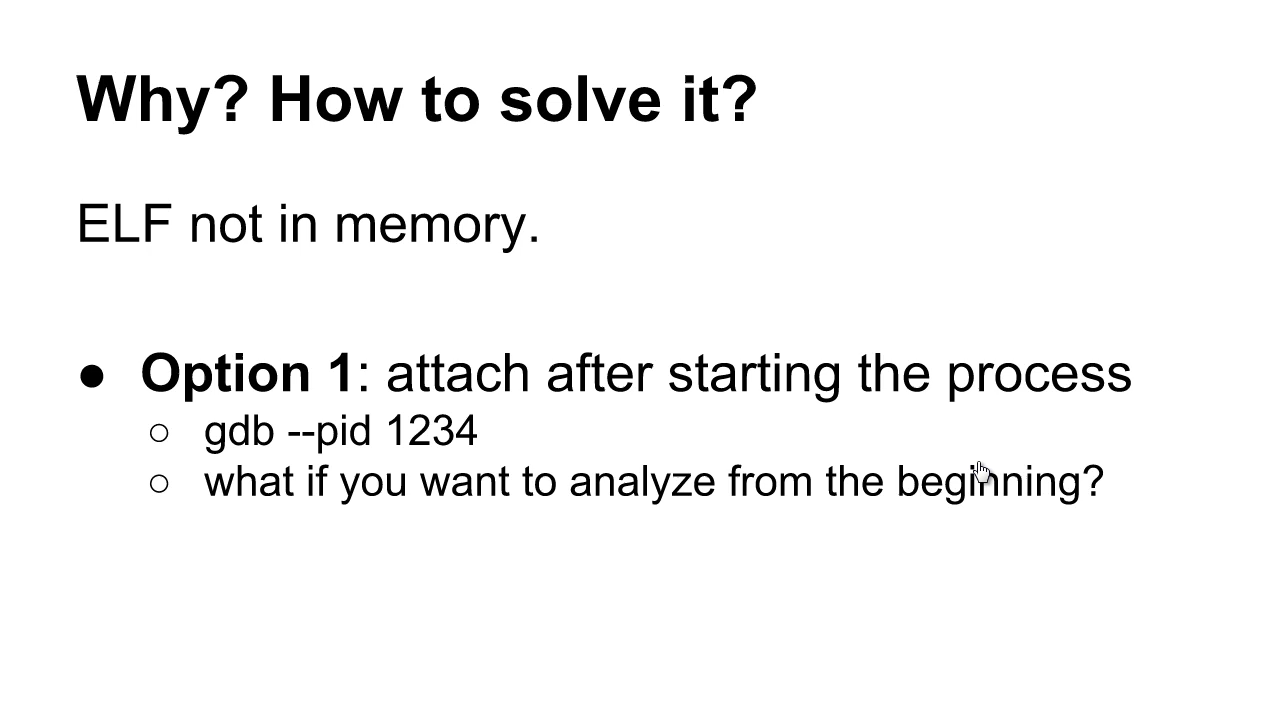 Why? How to solve it?
ELF not in memory.
● Option 1: attach after starting the process
○ gdb --pid 1234
○ what if you want to analyze from the beginning?